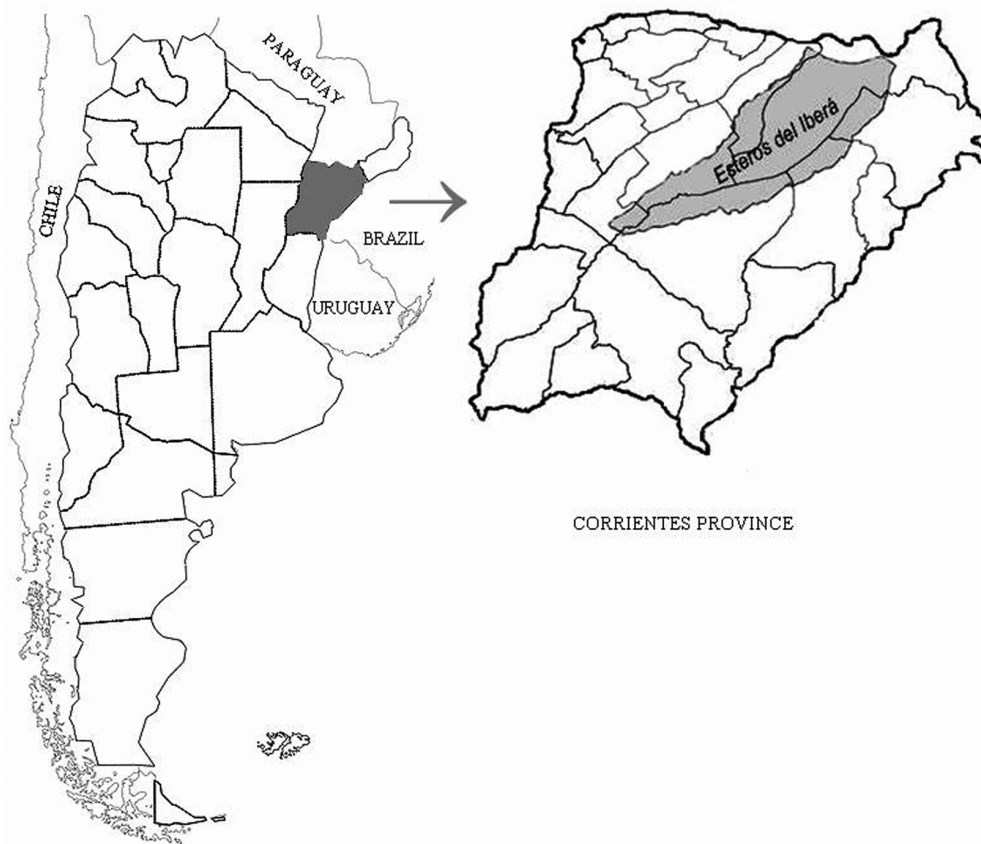 PARAGUAY
CHILE
BRAZIL
URUGUAY
Esteros del Iberá
CORRIENTES PROVINCE